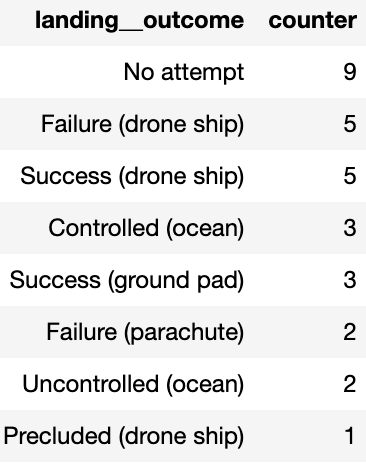 landing__outcome counter
No attempt 9
Failure (drone ship) 5
Success (drone ship) 5
Controlled (ocean) 3
Success (ground pad) 3
Failure (parachute) 2
Uncontrolled (ocean) 2
Precluded (drone ship) 1